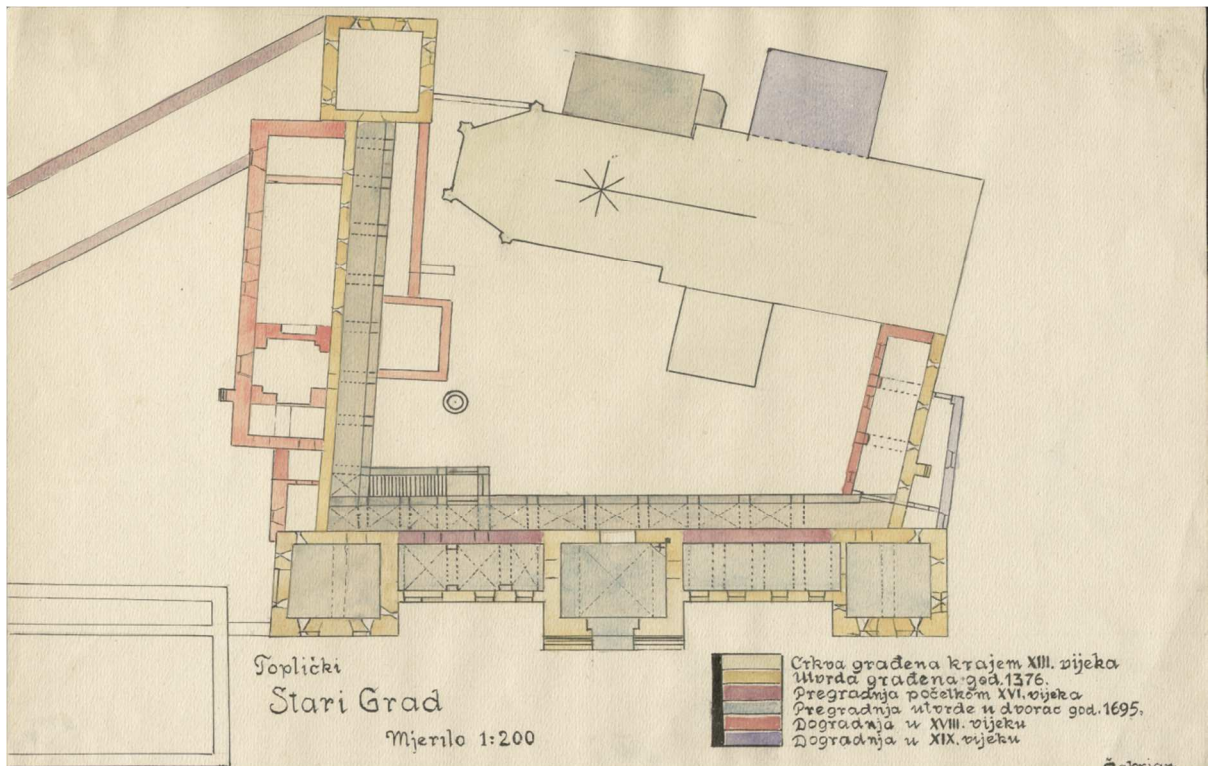 Toplički
Stari Grad
Mjerilo 1:200
Crkva građena krajem XIII. vijeka
Utvrda građena god.1376.
Pregradnja početkom XVI. vijeka
Pregradnja utvrde u dvorac god.1695.
Dogradnja u XVIII. vijeku
Dogradnja u XIX. vijeku